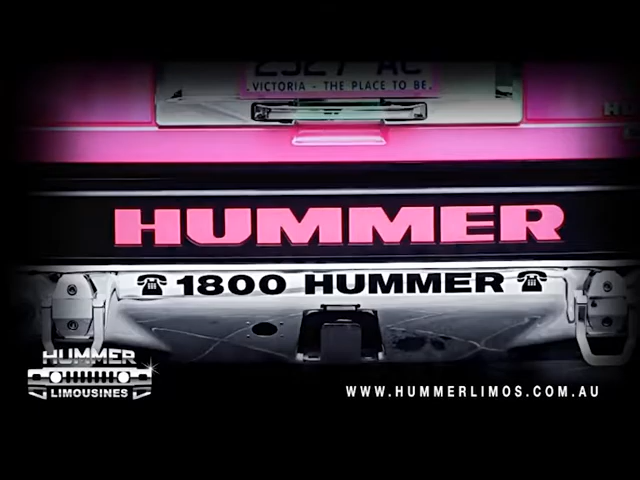 VICTORIA - THE PLACE TO BE.
HUMMER
1800 HUMMER
HUMMER
LIMOUSINES
WWW.HUMMERLIMOS.COM.AU